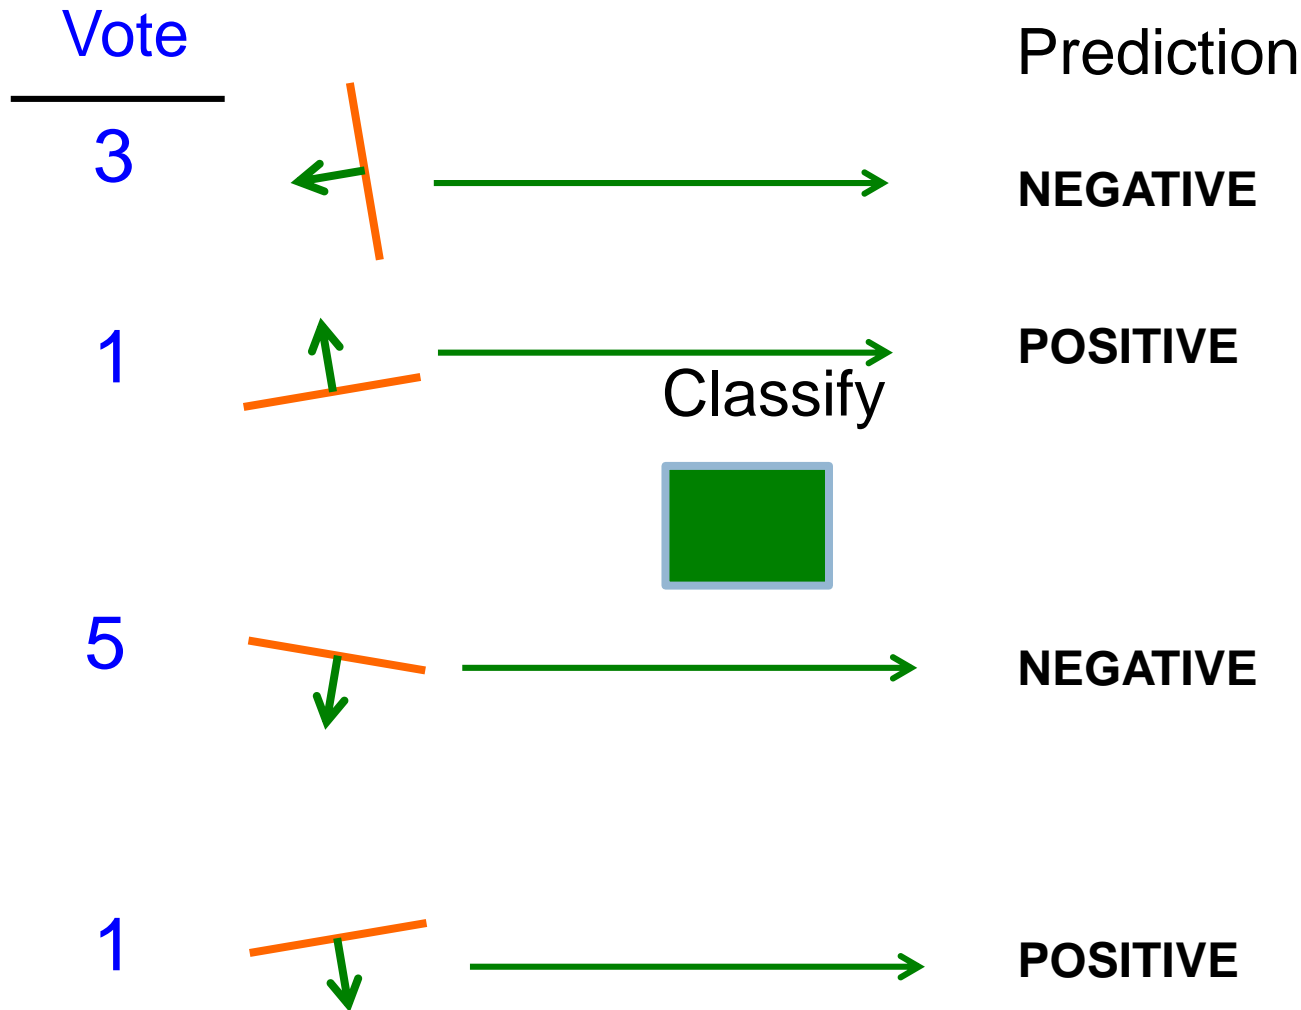 Vote
Prediction
3
NEGATIVE
1
POSITIVE
Classify
5
NEGATIVE
1
POSITIVE